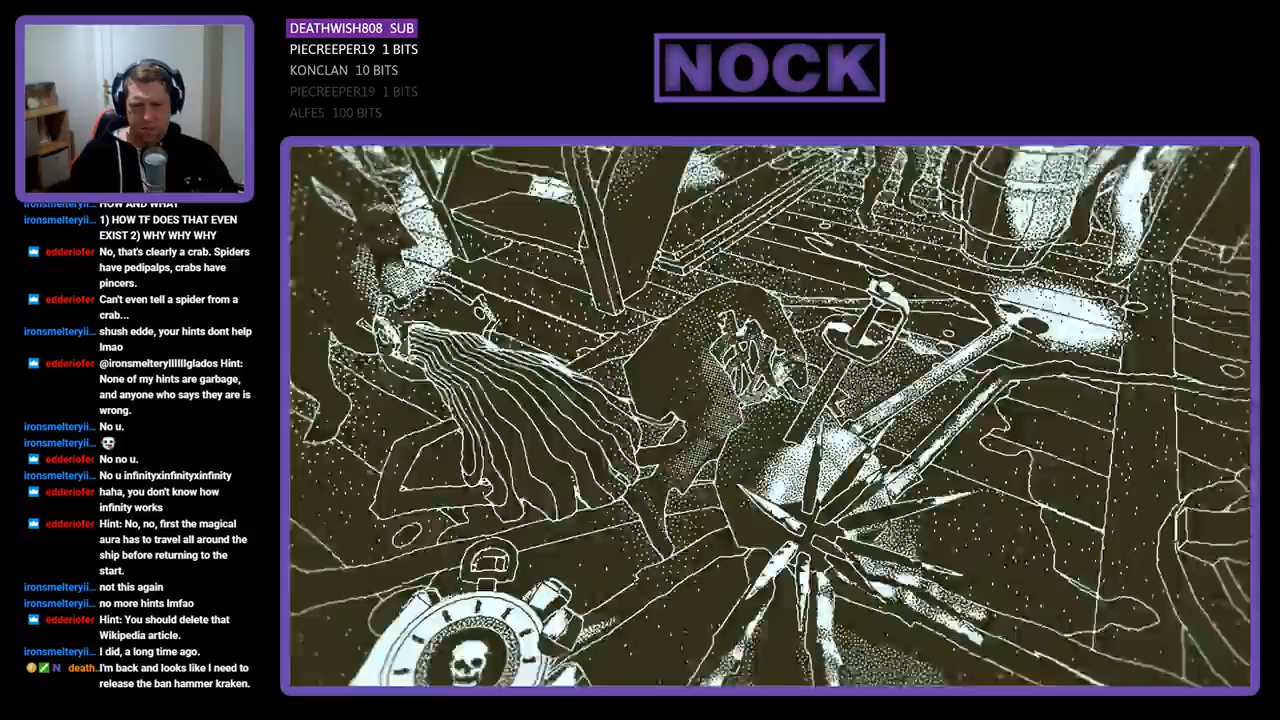 DEATHWISH808 SUB
PIECREEPER19 1 BITS
KONCLAN 10 BITS
PIECREEPER19 1 BITS
ALFE5 100 BITS
NOCK
ironsmelteryii... HOW AND WHAT
ironsmelteryii... 1) HOW TF DOES THAT EVEN
EXIST 2) WHY WHY WHY
edderiofer No, that's clearly a crab. Spiders
have pedipalps, crabs have
pincers.
edderiofer Can't even tell a spider from a
crab...
ironsmelteryii... shush edde, your hints dont help
lmao
edderiofer @ironsmelteryllllllglados Hint:
None of my hints are garbage,
and anyone who says they are is
wrong.
ironsmelteryii... No u.
ironsmelteryii...
edderiofer No no u.
ironsmelteryii... No u infinityxinfinityxinfinity
edderiofer haha, you don't know how
infinity works
edderiofer Hint: No, no, first the magical
aura has to travel all around the
ship before returning to the
start.
ironsmelteryii... not this again
ironsmelteryii... no more hints lmfao
edderiofer Hint: You should delete that
Wikipedia article.
ironsmelteryii... I did, a long time ago.
N death... I'm back and looks like I need to
release the ban hammer kraken.